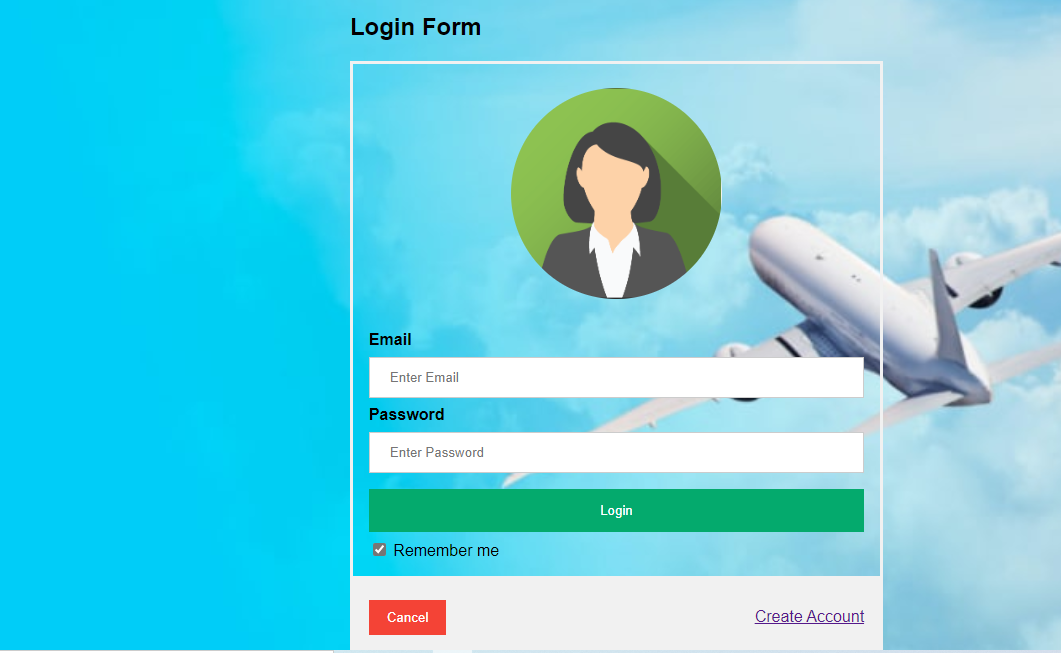 Login Form
Email
Enter Email
Password
Enter Password
Login
Remember me
Cancel
Create Account